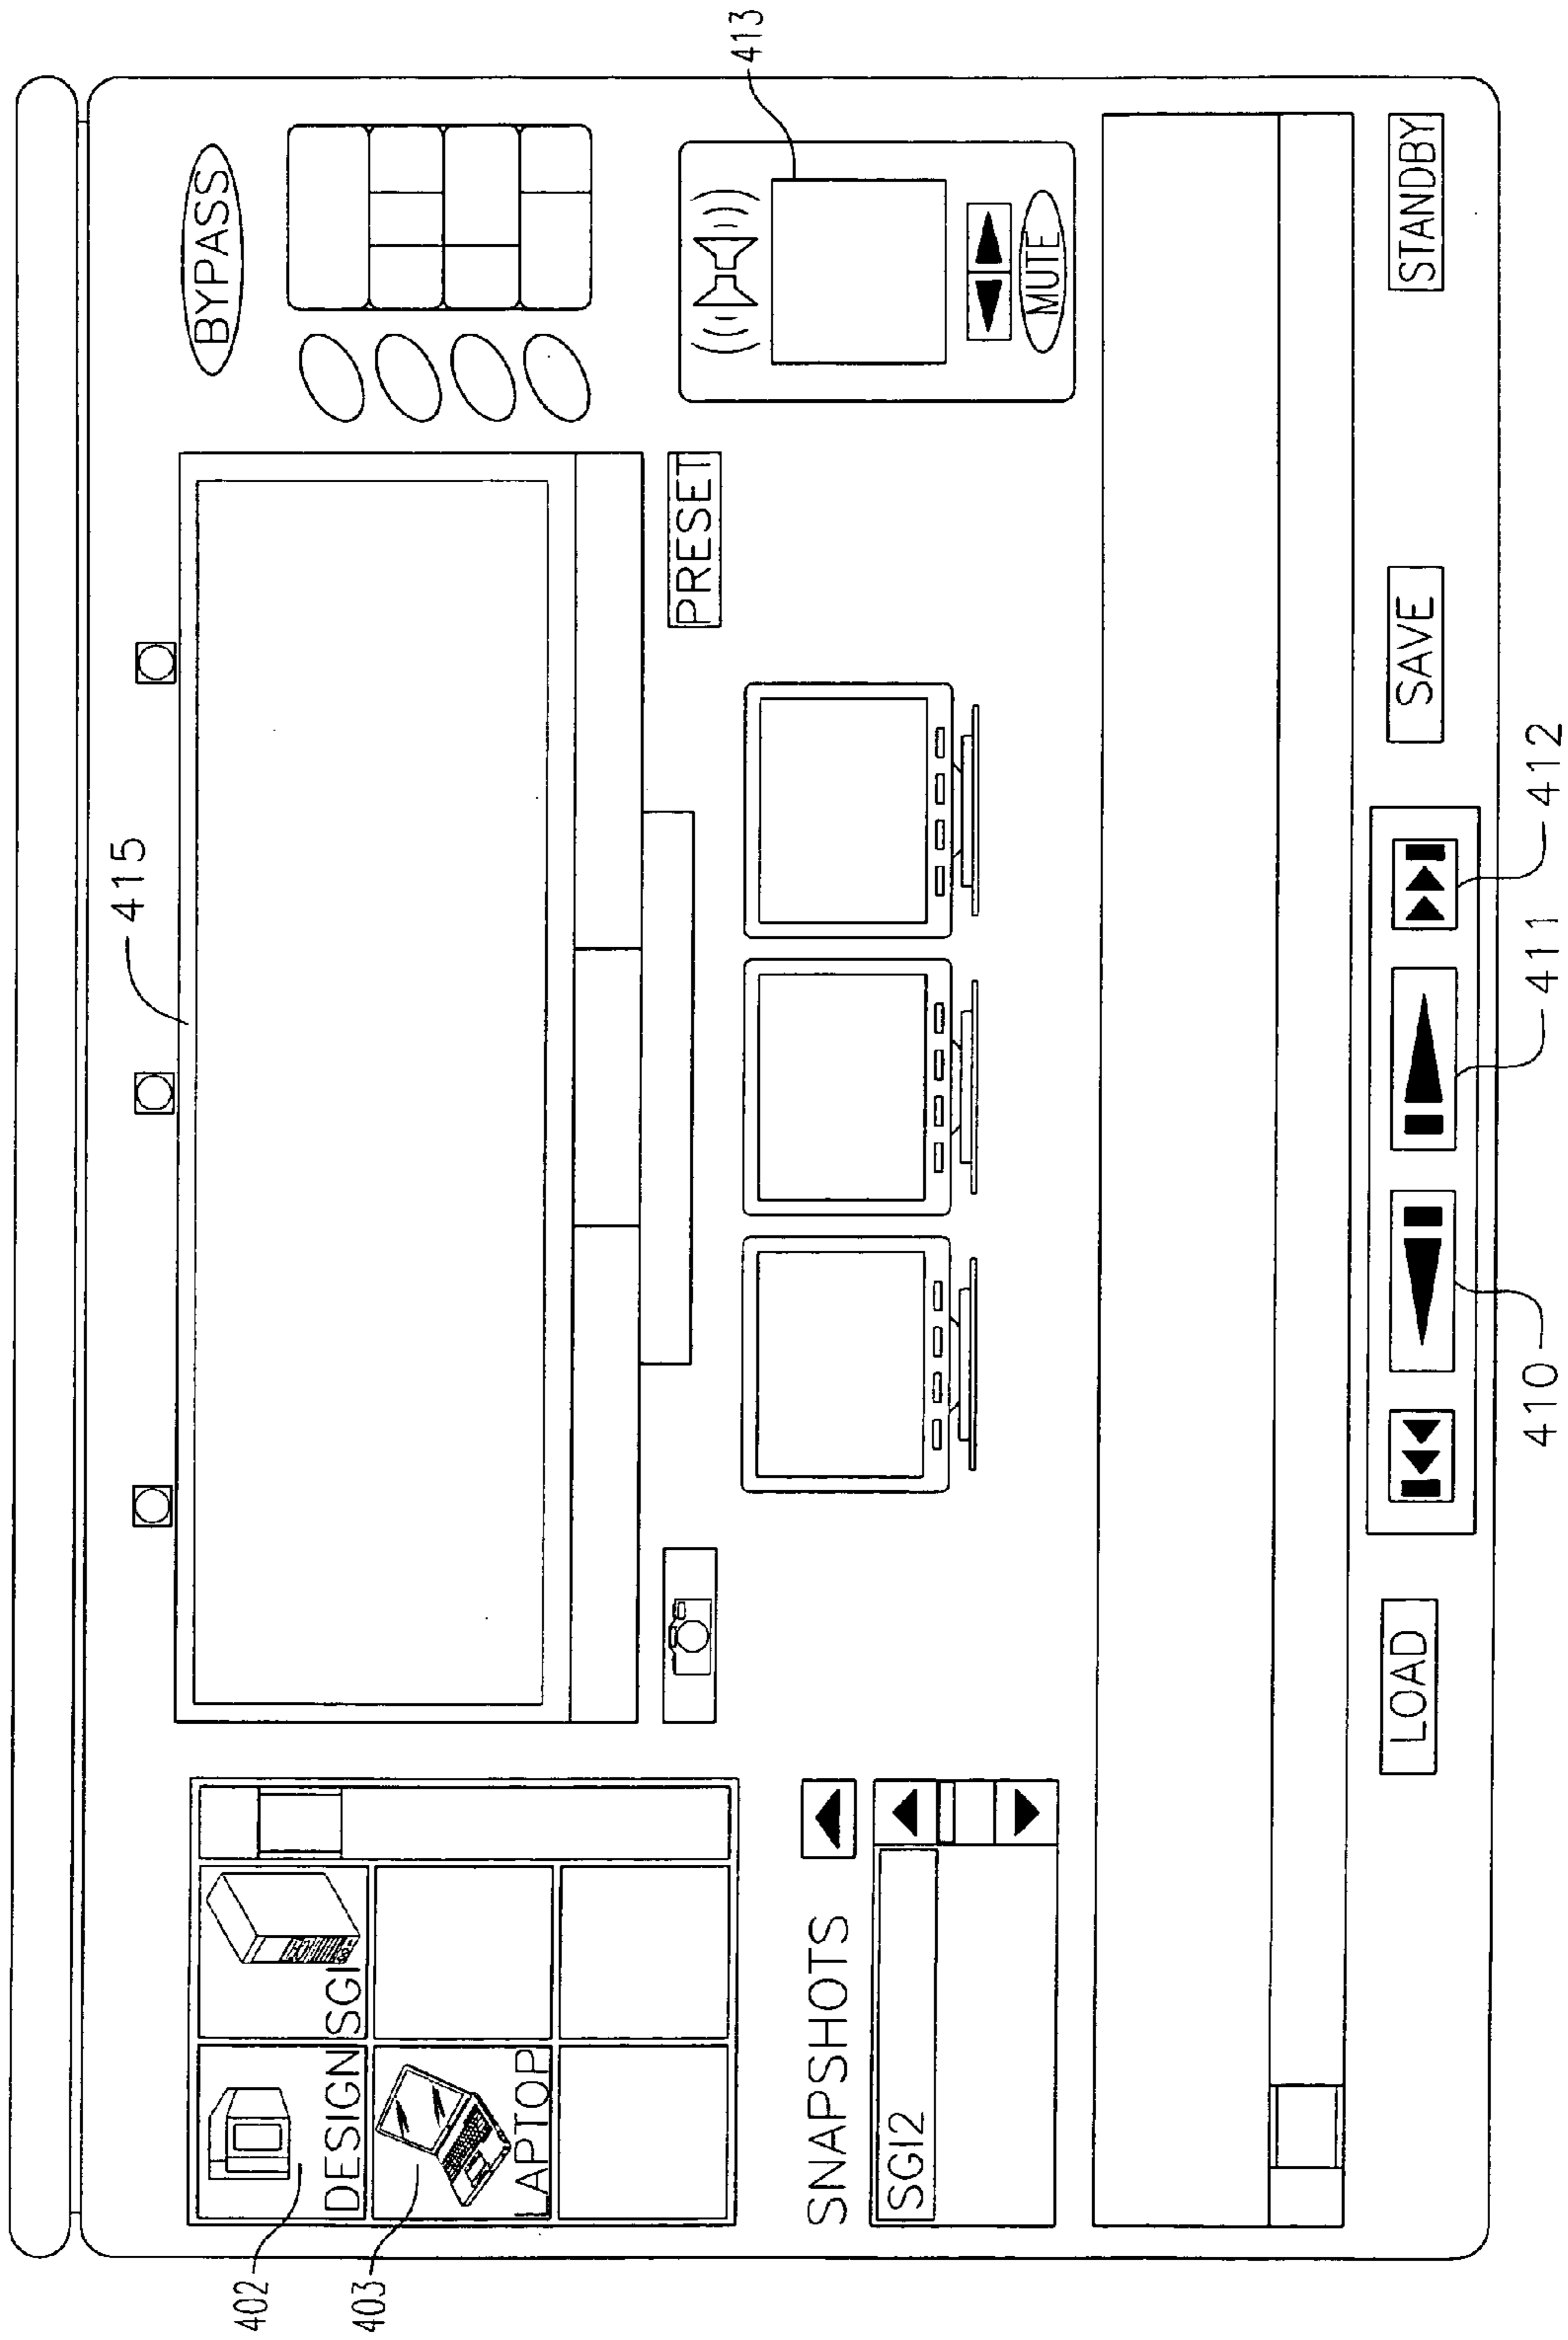 415
413
402
DESIGN
SGI
BYPASS
403
LAPTOP
PRESET
SNAPSHOTS
SGI2
MUTE
LOAD
SAVE
STANDBY
410
411
412